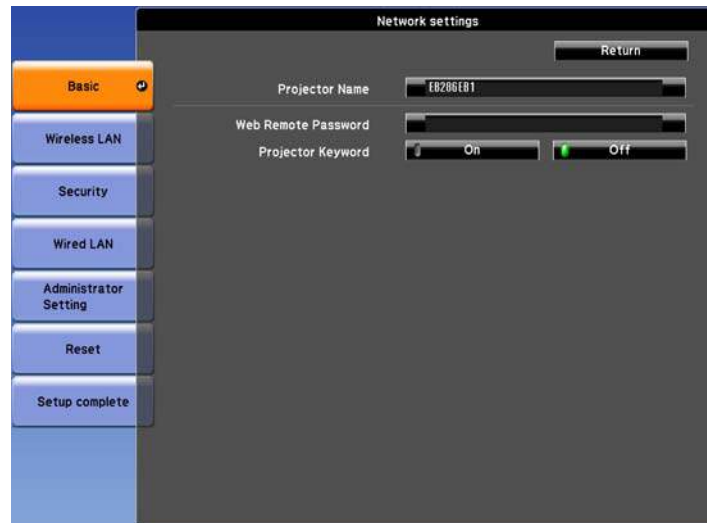 Network settings
Return
Basic
Projector Name
EB286EB1
Web Remote Password
Wireless LAN
Projector Keyword
On
Off
Security
Wired LAN
Administrator
Setting
Reset
Setup complete